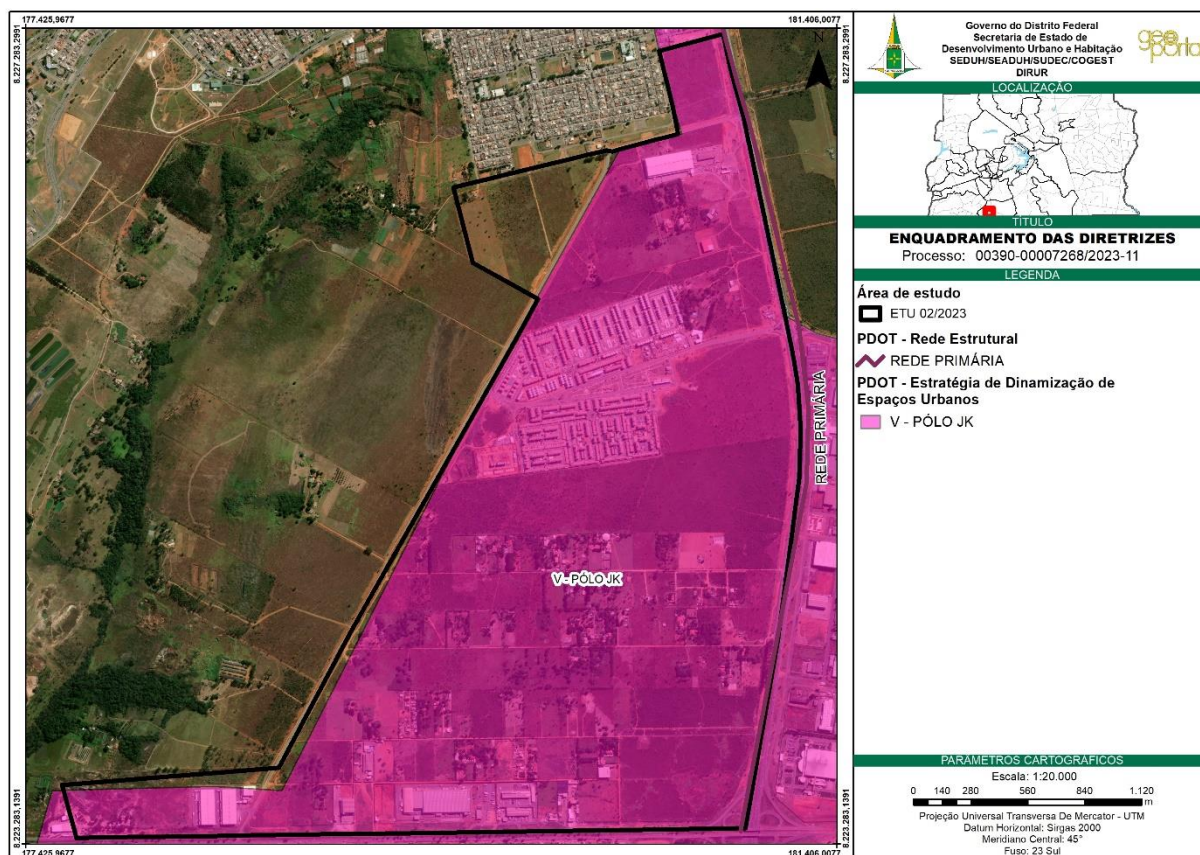 177.425,9677
181.406,0077
8.227.283,2991
8.227.283,2991
N
REDE PRIMÁRIA
V - PÓLO JK
8.223.283,1391
8.223.283,1391
177.425,9677
181.406,0077
Governo do Distrito Federal
Secretaria de Estado de
Desenvolvimento Urbano e Habitação
SEDUH/SEADUH/SUDEC/COGEST
DIRUR
geo
portal
LOCALIZAÇÃO
TITULO
ENQUADRAMENTO DAS DIRETRIZES
Processo: 00390-00007268/2023-11
LEGENDA
Área de estudo
ETU 02/2023
PDOT - Rede Estrutural
REDE PRIMÁRIA
PDOT - Estratégia de Dinamização de
Espaços Urbanos
V - PÓLO JK
PARAMETROS CARTOGRAFICOS
Escala: 1:20.000
0 140 280 560 840 1.120
m
Projeção Universal Transversa De Mercator - UTM
Datum Horizontal: Sirgas 2000
Meridiano Central: 45°
Fuso: 23 Sul